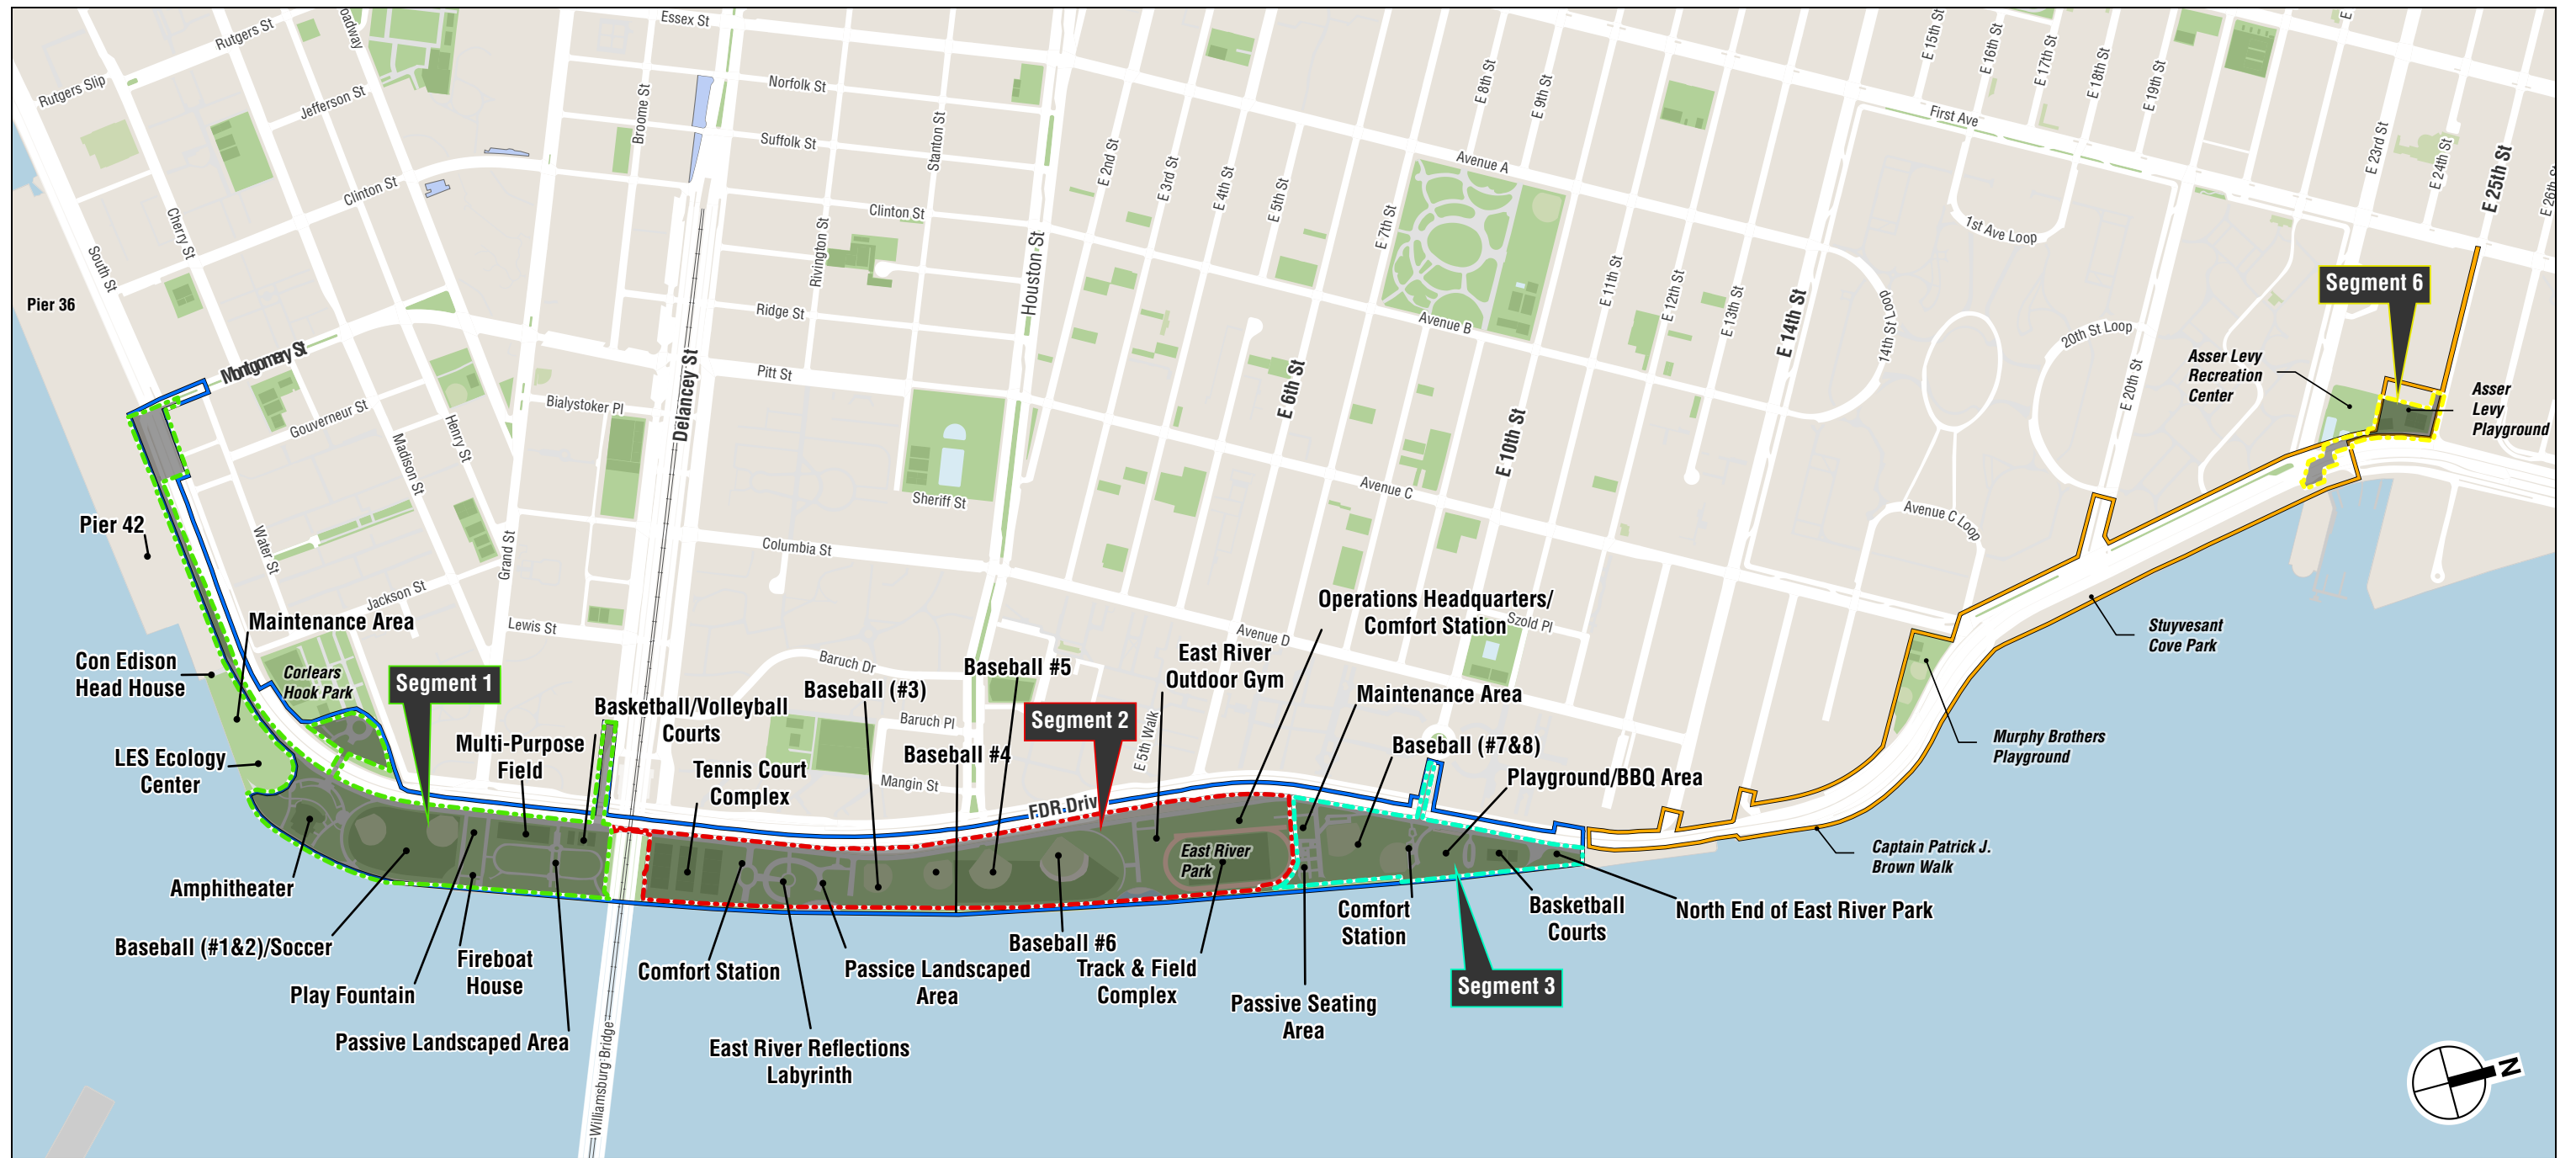 Essex St
Rutgers St
oadway
Rutgers Slip
Jefferson St
Norfolk St
Broome St
Suffolk St
Stanton St
E 2nd St
E 3rd St
E 4th St
E 5th St
E 7th St
E 8th St
E 9th St
Avenue A
E 15th St
E 16th St
E 17th St
E 18th St
E 19th St
First Ave
E 23rd St
E 24th St
E 25th St
E 26th St
E
Clinton St
Cherry St
South St
Clinton St
Rivington St
Houston St
1st Ave Loop
Segment 6
Pier 36
Ridge St
Avenue B
E 11th St
E 12th St
E 13th St
E 14th St
14th St Loop
20th St Loop
E 20th St
Montgomery St
Pitt St
Delancey St
E 6th St
Asser Levy
Recreation
Center
Asser
Levy
Playground
Gouverneur St
Bialystoker Pl
Henry St
Madison St
E 10th St
Avenue C
Sheriff St
Avenue C Loop
Pier 42
Water St
Grand St
Columbia St
Jackson St
Lewis St
Maintenance Area
Operations Headquarters/
Comfort Station
Szold Pl
Avenue D
Stuyvesant
Cove Park
Con Edison
Head House
Corlears
Hook Park
Segment 1
Baruch Dr
Baseball #5
East River
Outdoor Gym
Baseball (#3)
Maintenance Area
Basketball/Volleyball
Courts
Baruch Pl
Segment 2
E 5th Walk
Murphy Brothers
Playground
LES Ecology
Center
Multi-Purpose
Field
Tennis Court
Complex
Baseball #4
Mangin St
Baseball (#7&8)
Playground/BBQ Area
FDR Driv
East River
Park
Captain Patrick J.
Brown Walk
Amphitheater
Baseball (#1&2)/Soccer
Play Fountain
Fireboat
House
Passive Landscaped Area
Comfort Station
East River Reflections
Labyrinth
Passice Landscaped
Area
Baseball #6
Track & Field
Complex
Passive Seating
Area
Comfort
Station
Segment 3
Basketball
Courts
North End of East River Park
Williamsburg Bridge
N